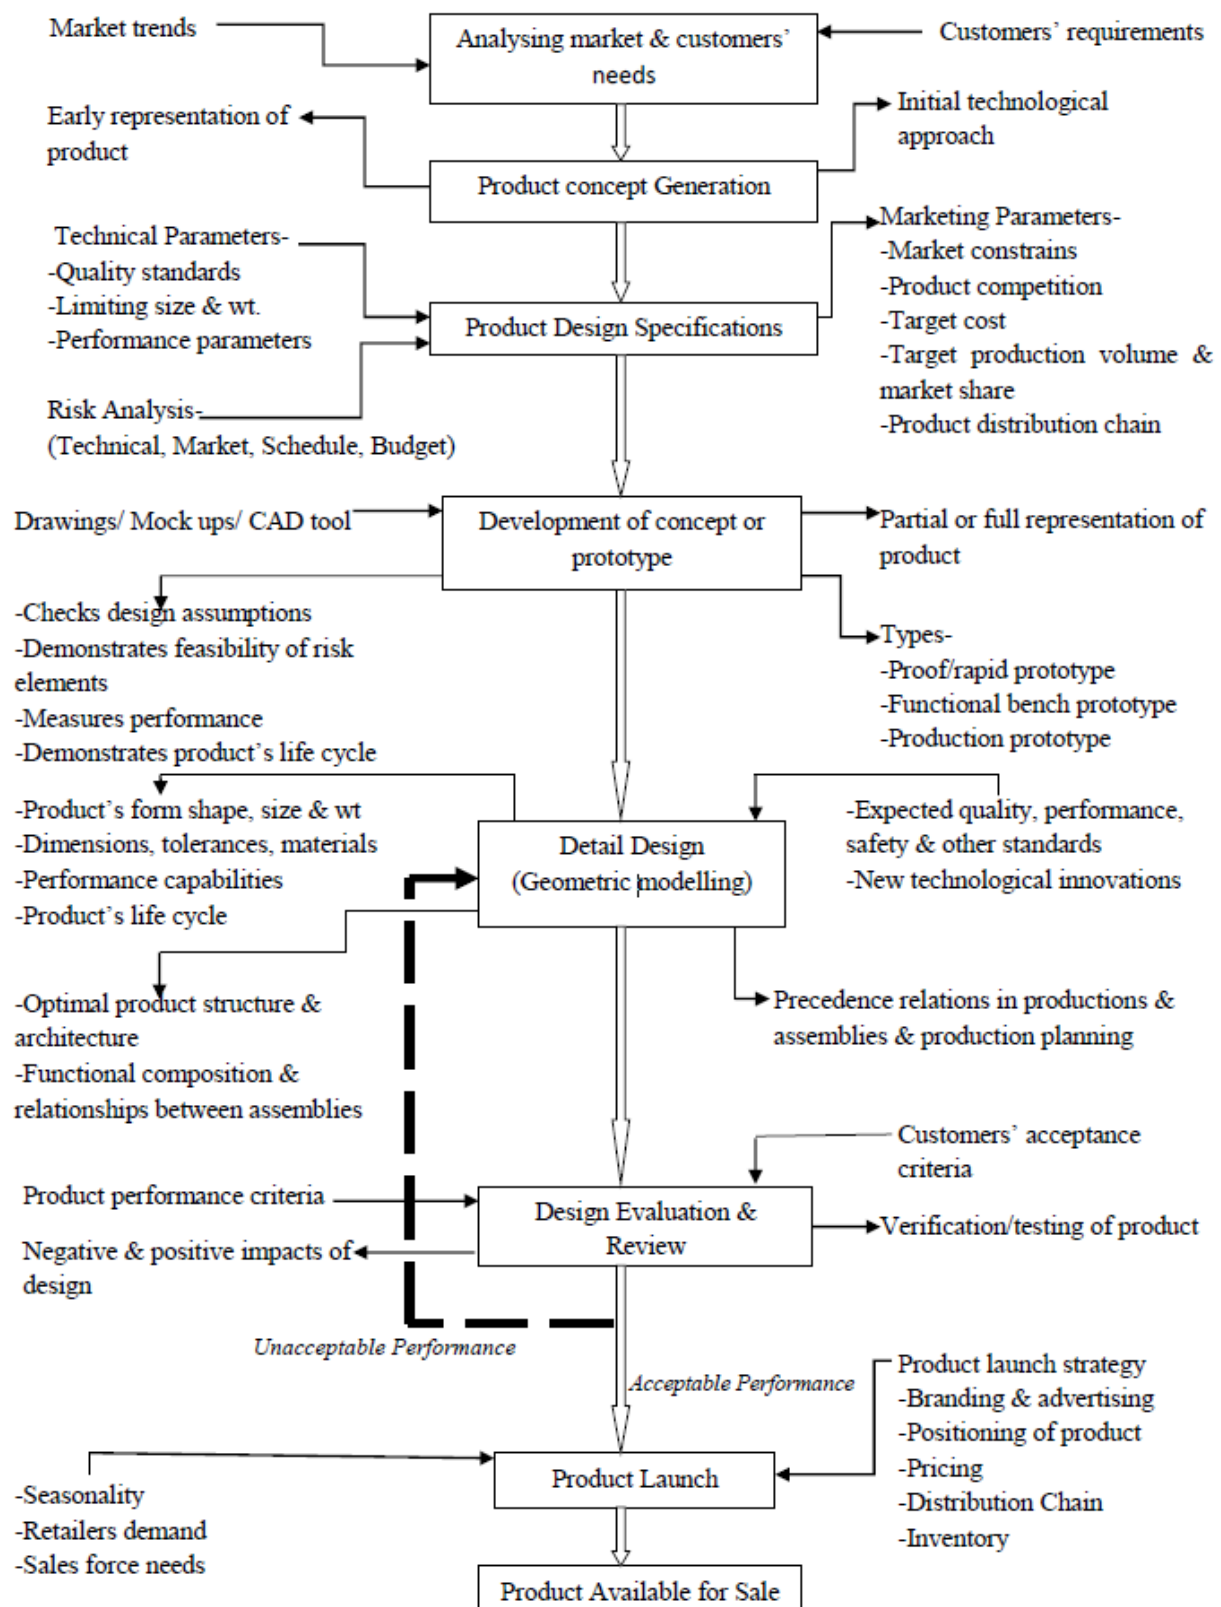 Market trends
Analysing market & customers’
needs
Customers’ requirements
Early representation of
product
Initial technological
approach
Product concept Generation
Technical Parameters-
-Quality standards
-Limiting size & wt.
-Performance parameters
Marketing Parameters-
-Market constrains
-Product competition
-Target cost
-Target production volume &
market share
-Product distribution chain
Product Design Specifications
Risk Analysis-
(Technical, Market, Schedule, Budget)
Drawings/ Mock ups/ CAD tool
Development of concept or
prototype
Partial or full representation of
product
-Checks design assumptions
-Demonstrates feasibility of risk
elements
-Measures performance
-Demonstrates product’s life cycle
Types-
-Proof/rapid prototype
-Functional bench prototype
-Production prototype
-Product’s form shape, size & wt
-Dimensions, tolerances, materials
-Performance capabilities
-Product’s life cycle
Detail Design
(Geometric modelling)
-Expected quality, performance,
safety & other standards
-New technological innovations
-Optimal product structure &
architecture
-Functional composition &
relationships between assemblies
Precedence relations in productions &
assemblies & production planning
Customers’ acceptance
criteria
Product performance criteria
Design Evaluation &
Review
Verification/testing of product
Negative & positive impacts of
design
Unacceptable Performance
Acceptable Performance
Product launch strategy
-Branding & advertising
-Positioning of product
-Pricing
-Distribution Chain
-Inventory
Product Launch
-Seasonality
-Retailers demand
-Sales force needs
Product Available for Sale